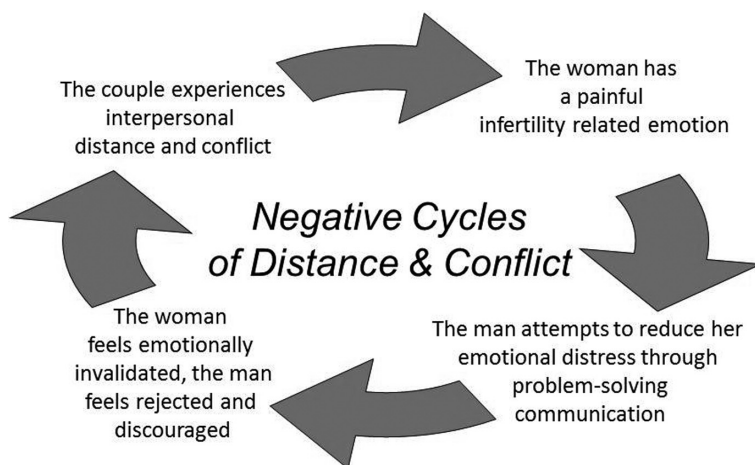 The couple experiences
interpersonal
distance and conflict
The woman has
a painful
infertility related emotion
Negative Cycles
of Distance & Conflict
The man attempts to reduce her
emotional distress through
problem-solving
communication
The woman
feels emotionally
invalidated, the man
feels rejected and
discouraged